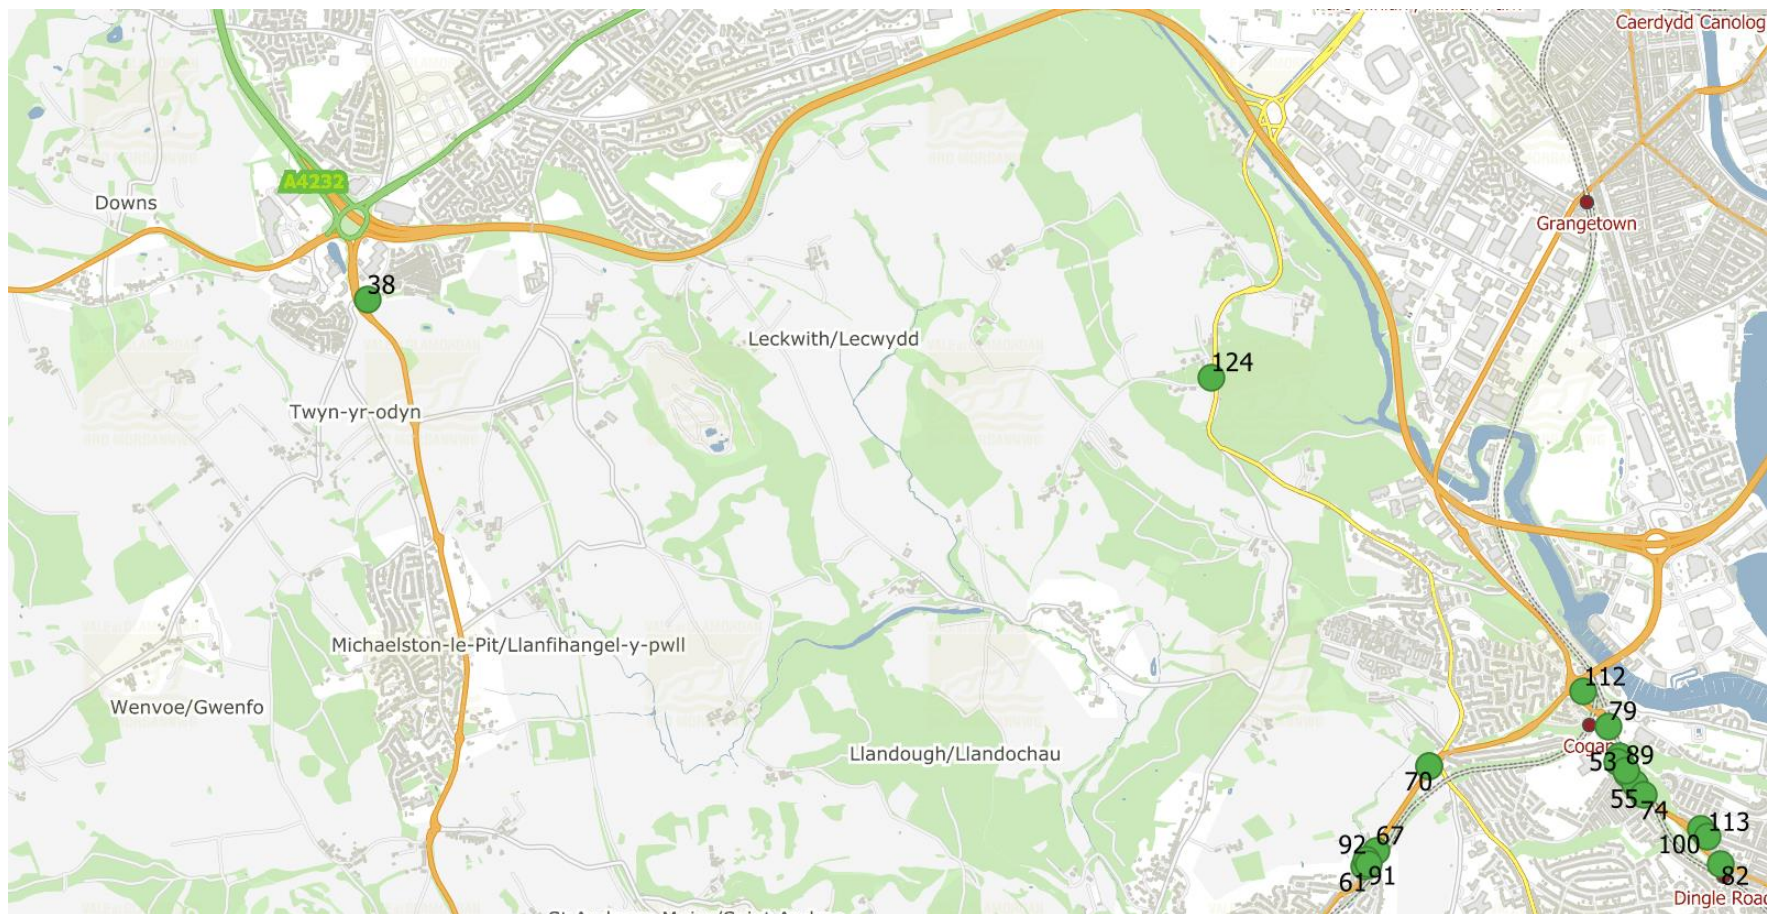 Caerdydd Canolog
A4232
Downs
Grangetown
38
Leckwith/Lecwydd
124
Twyn-yr-odyn
Michaelston-le-Pit/Llanfihangel-y-pwll
112
Wenvoe/Gwenfo
79
Cogan
Llandough/Llandochau
53
89
70
55
74
113
100
92
67
61
91
82
Dingle Road